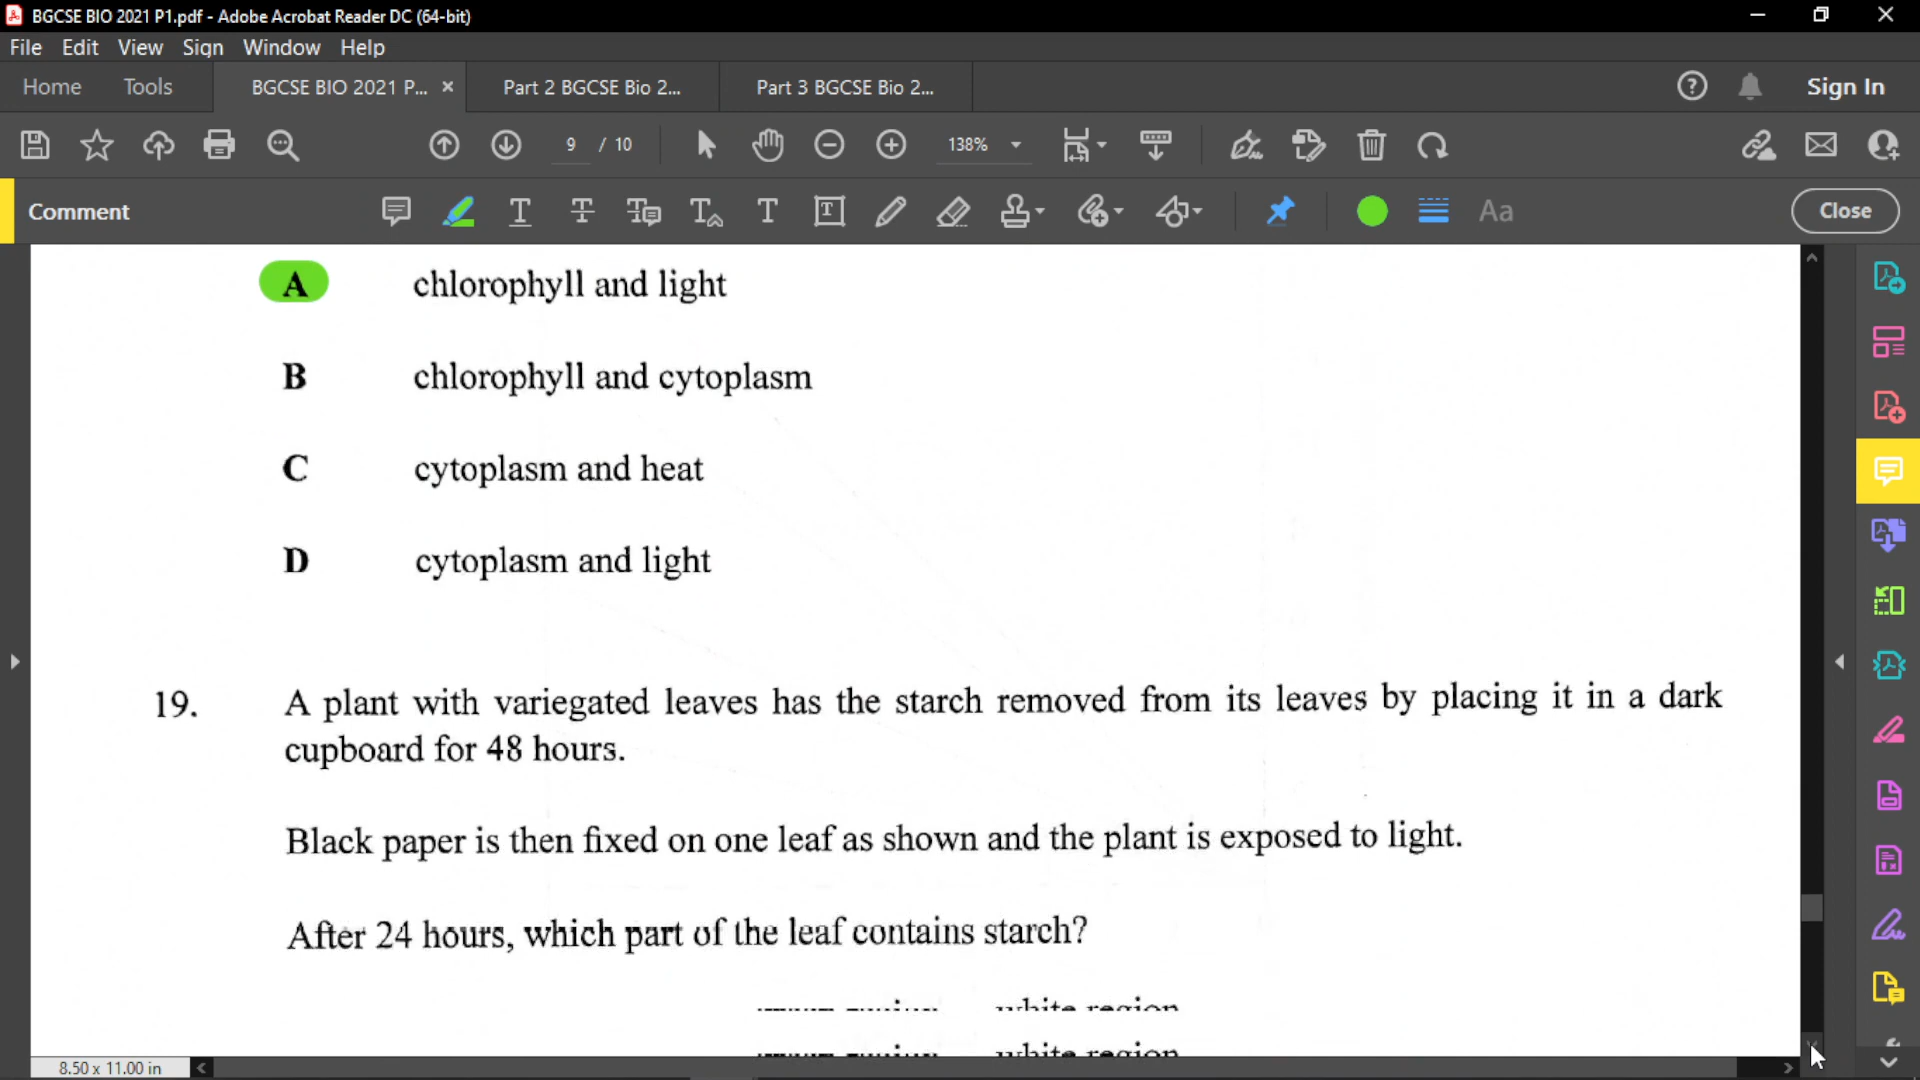 BGCSE BIO 2021 P1.pdf - Adobe Acrobat Reader DC (64-bit)
File Edit View Sign Window Help
Home Tools BGCSE BIO 2021 P... × Part 2 BGCSE Bio 2... Part 3 BGCSE Bio 2... Sign In
9 / 10 138%
Comment Aa Close
A chlorophyll and light
B chlorophyll and cytoplasm
C cytoplasm and heat
D cytoplasm and light
19. A plant with variegated leaves has the starch removed from its leaves by placing it in a dark
cupboard for 48 hours.
Black paper is then fixed on one leaf as shown and the plant is exposed to light.
After 24 hours, which part of the leaf contains starch?
white region
white region
8.50 x 11.00 in